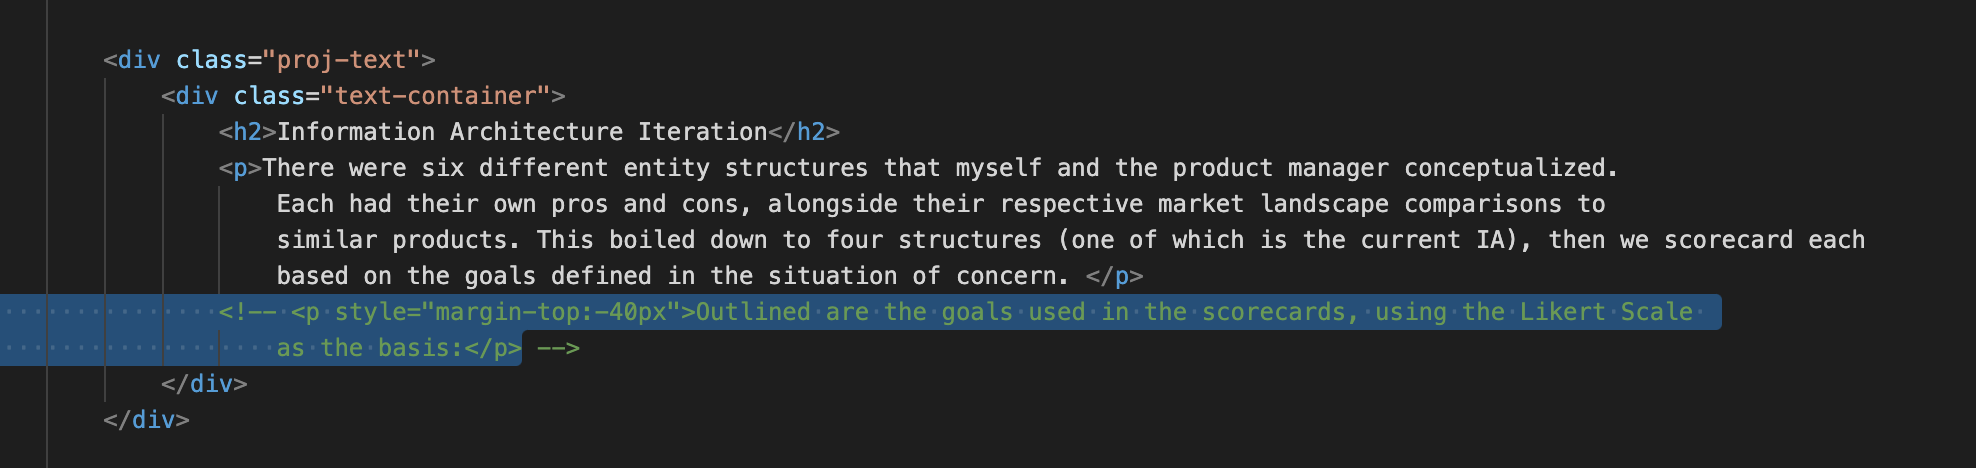 <div class="proj-text">
<div class="text-container">
<h2>Information Architecture Iteration</h2>
<p>There were six different entity structures that myself and the product manager conceptualized.
Each had their own pros and cons, alongside their respective market landscape comparisons to
similar products. This boiled down to four structures (one of which is the current IA), then we scorecard each
based on the goals defined in the situation of concern. </p>
<!-- <p style="margin-top:-40px">Outlined are the goals used in the scorecards, using the Likert Scale
as the basis:</p> -->
</div>
</div>